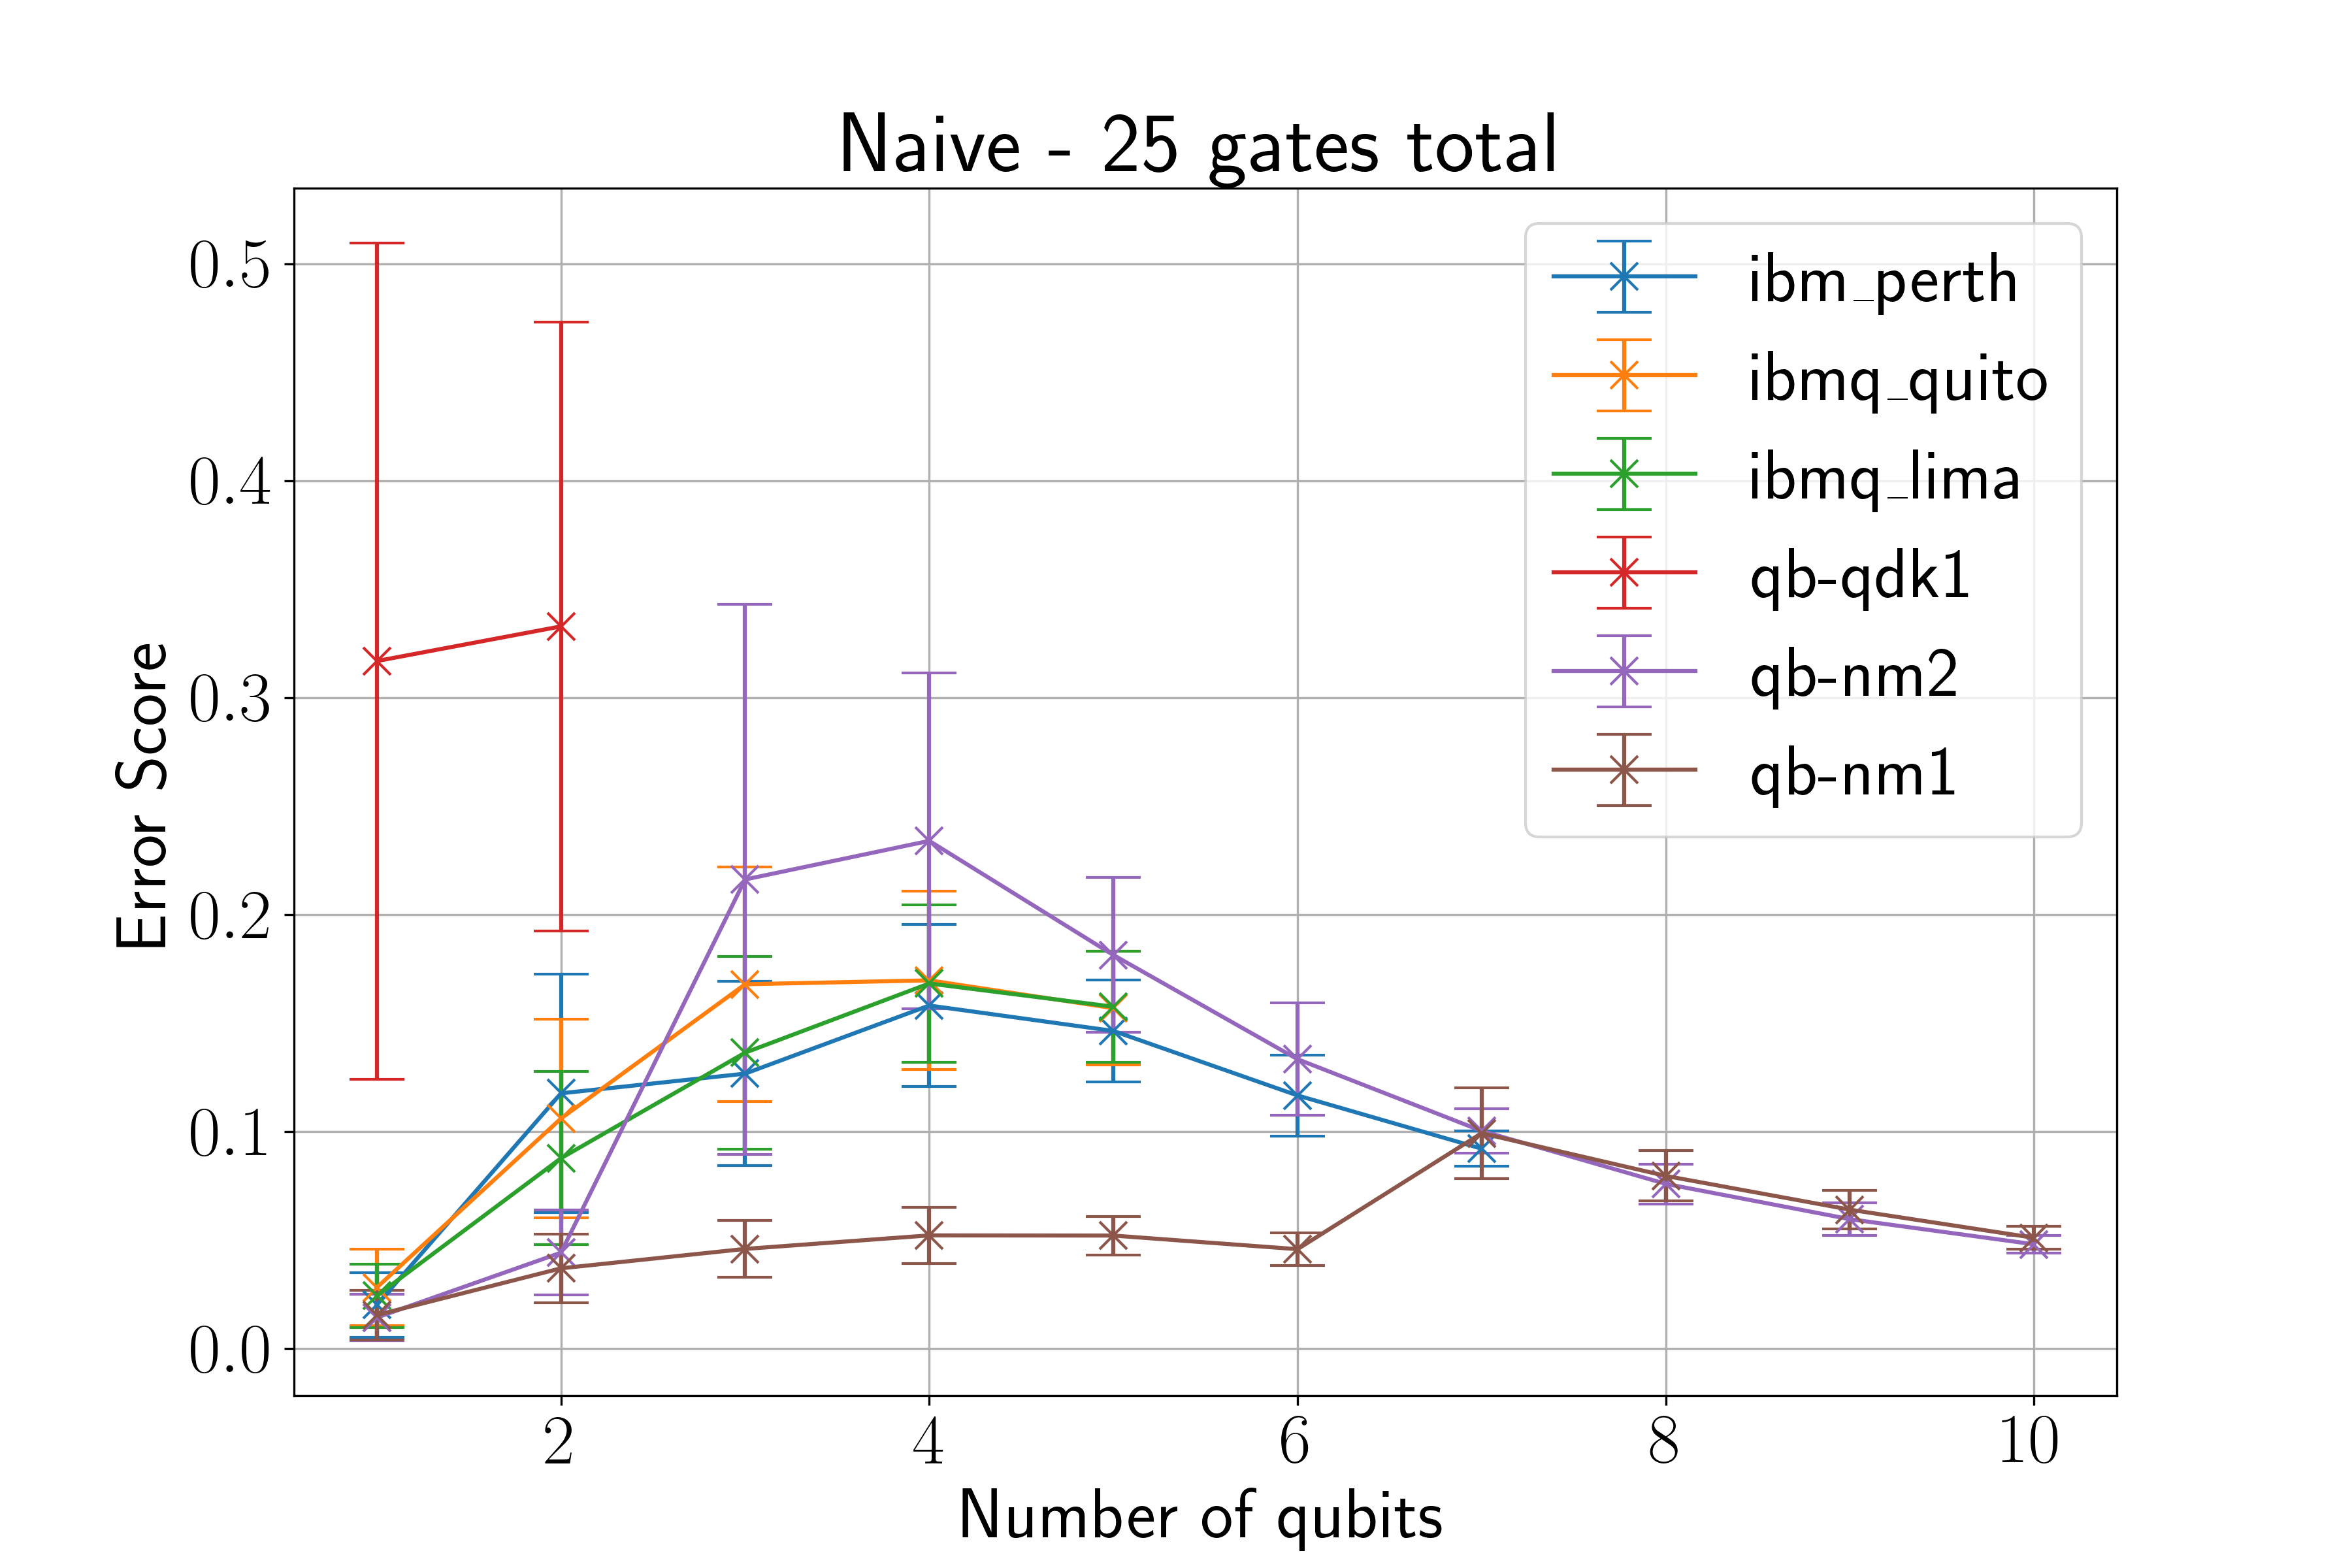 Naive - 25 gates total
Error Score
0.5
0.4
0.3
0.2
0.1
0.0
ibm_perth
ibmq_quito
ibmq_lima
qb-qdk1
qb-nm2
qb-nm1
2 4 6 8 10
Number of qubits